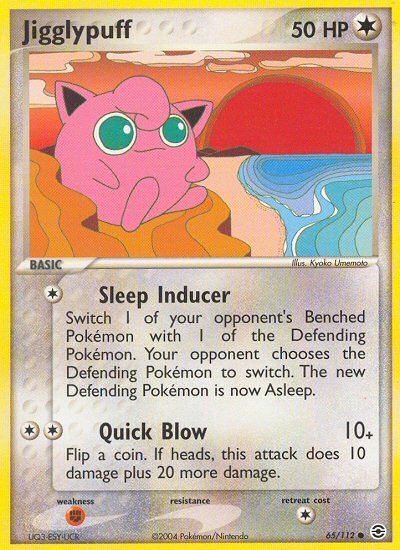 Jigglypuff 50 HP
BASIC
Illus. Kyoko Umemoto
Sleep Inducer
Switch 1 of your opponent's Benched
Pokémon with 1 of the Defending
Pokémon. Your opponent chooses the
Defending Pokémon to switch. The new
Defending Pokémon is now Asleep.
Quick Blow 10+
Flip a coin. If heads, this attack does 10
damage plus 20 more damage.
weakness resistance retreat cost
UQ3-ESY-UCR ©2004 Pokémon/Nintendo 65/112 ●